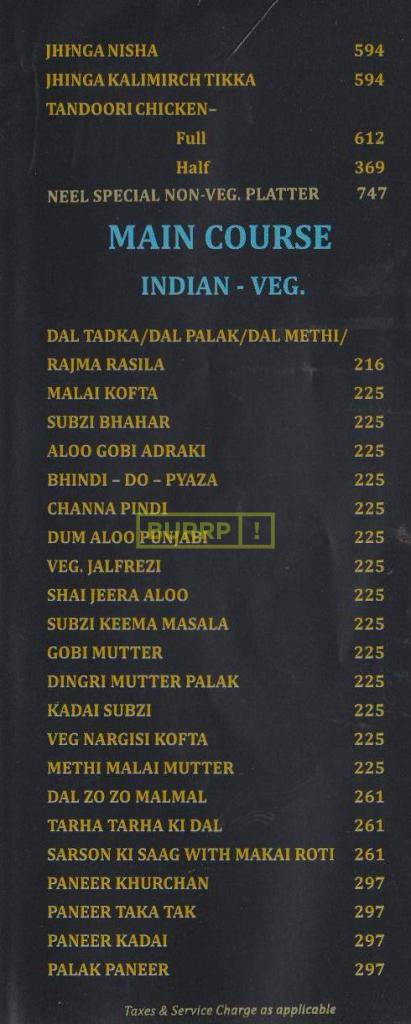 JHINGA NISHA 594
JHINGA KALIMIRCH TIKKA 594
TANDOORI CHICKEN–
Full 612
Half 369
NEEL SPECIAL NON-VEG. PLATTER 747
MAIN COURSE
INDIAN - VEG.
DAL TADKA/DAL PALAK/DAL METHI/
RAJMA RASILA 216
MALAI KOFTA 225
SUBZI BHAHAR 225
ALOO GOBI ADRAKI 225
BHINDI – DO – PYAZA 225
CHANNA PINDI 225
BURRP !
DUM ALOO PUNJABI 225
VEG. JALFREZI 225
SHAI JEERA ALOO 225
SUBZI KEEMA MASALA 225
GOBI MUTTER 225
DINGRI MUTTER PALAK 225
KADAI SUBZI 225
VEG NARGISI KOFTA 225
METHI MALAI MUTTER 225
DAL ZO ZO MALMAL 261
TARHA TARHA KI DAL 261
SARSON KI SAAG WITH MAKAI ROTI 261
PANEER KHURCHAN 297
PANEER TAKA TAK 297
PANEER KADAI 297
PALAK PANEER 297
Taxes & Service Charge as applicable